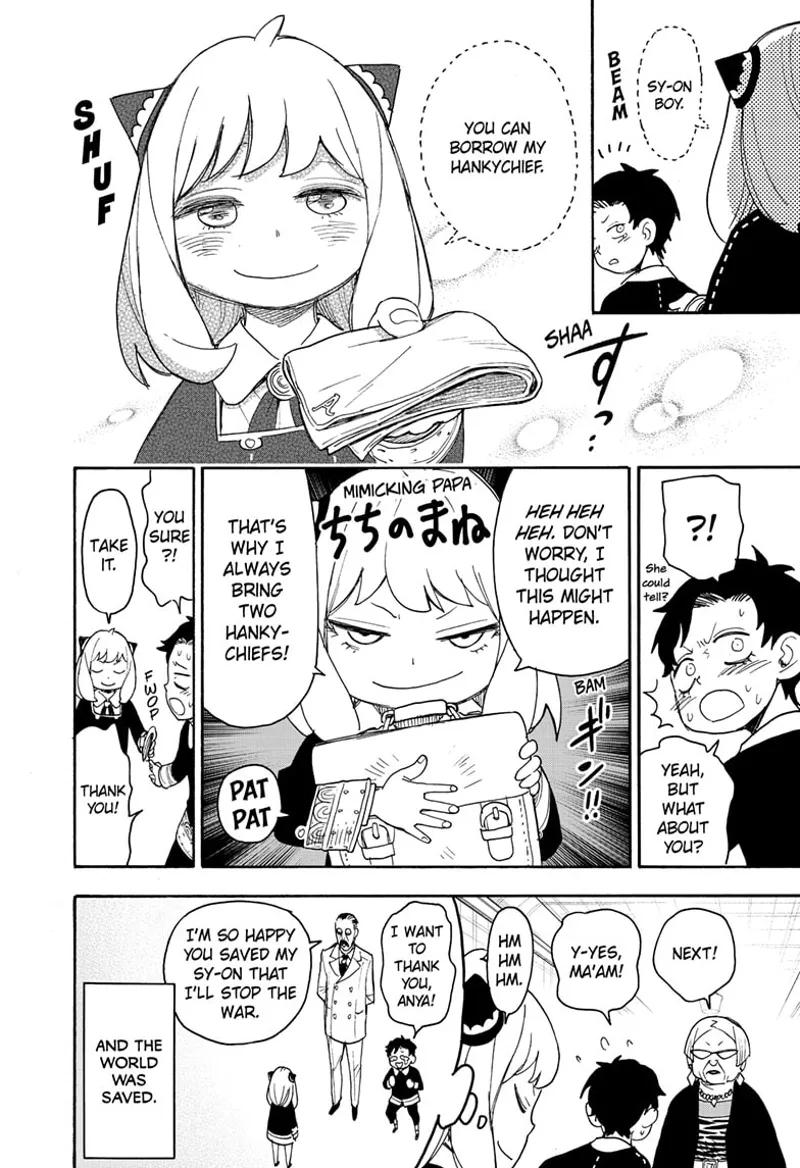 SY-ON
BOY.
BEAM
YOU CAN
BORROW MY
HANKYCHIEF.
SHUF
SHAA
すっ
A
?!
She
could
tell?
YEAH,
BUT
WHAT
ABOUT
YOU?
MIMICKING PAPA
ちちのまね
HEH HEH
HEH. DON'T
WORRY, I
THOUGHT
THIS MIGHT
HAPPEN.
THAT'S
WHY I
ALWAYS
BRING
TWO
HANKY-
CHIEFS!
BAM
ギン!!
PAT
PAT
YOU
SURE
?!
TAKE
IT.
FWOP
THANK
YOU!
NEXT!
Y-YES,
MA'AM!
HM
HM
HM.
I WANT
TO
THANK
YOU,
ANYA!
I'M SO HAPPY
YOU SAVED MY
SY-ON THAT
I'LL STOP THE
WAR.
AND THE
WORLD
WAS
SAVED.